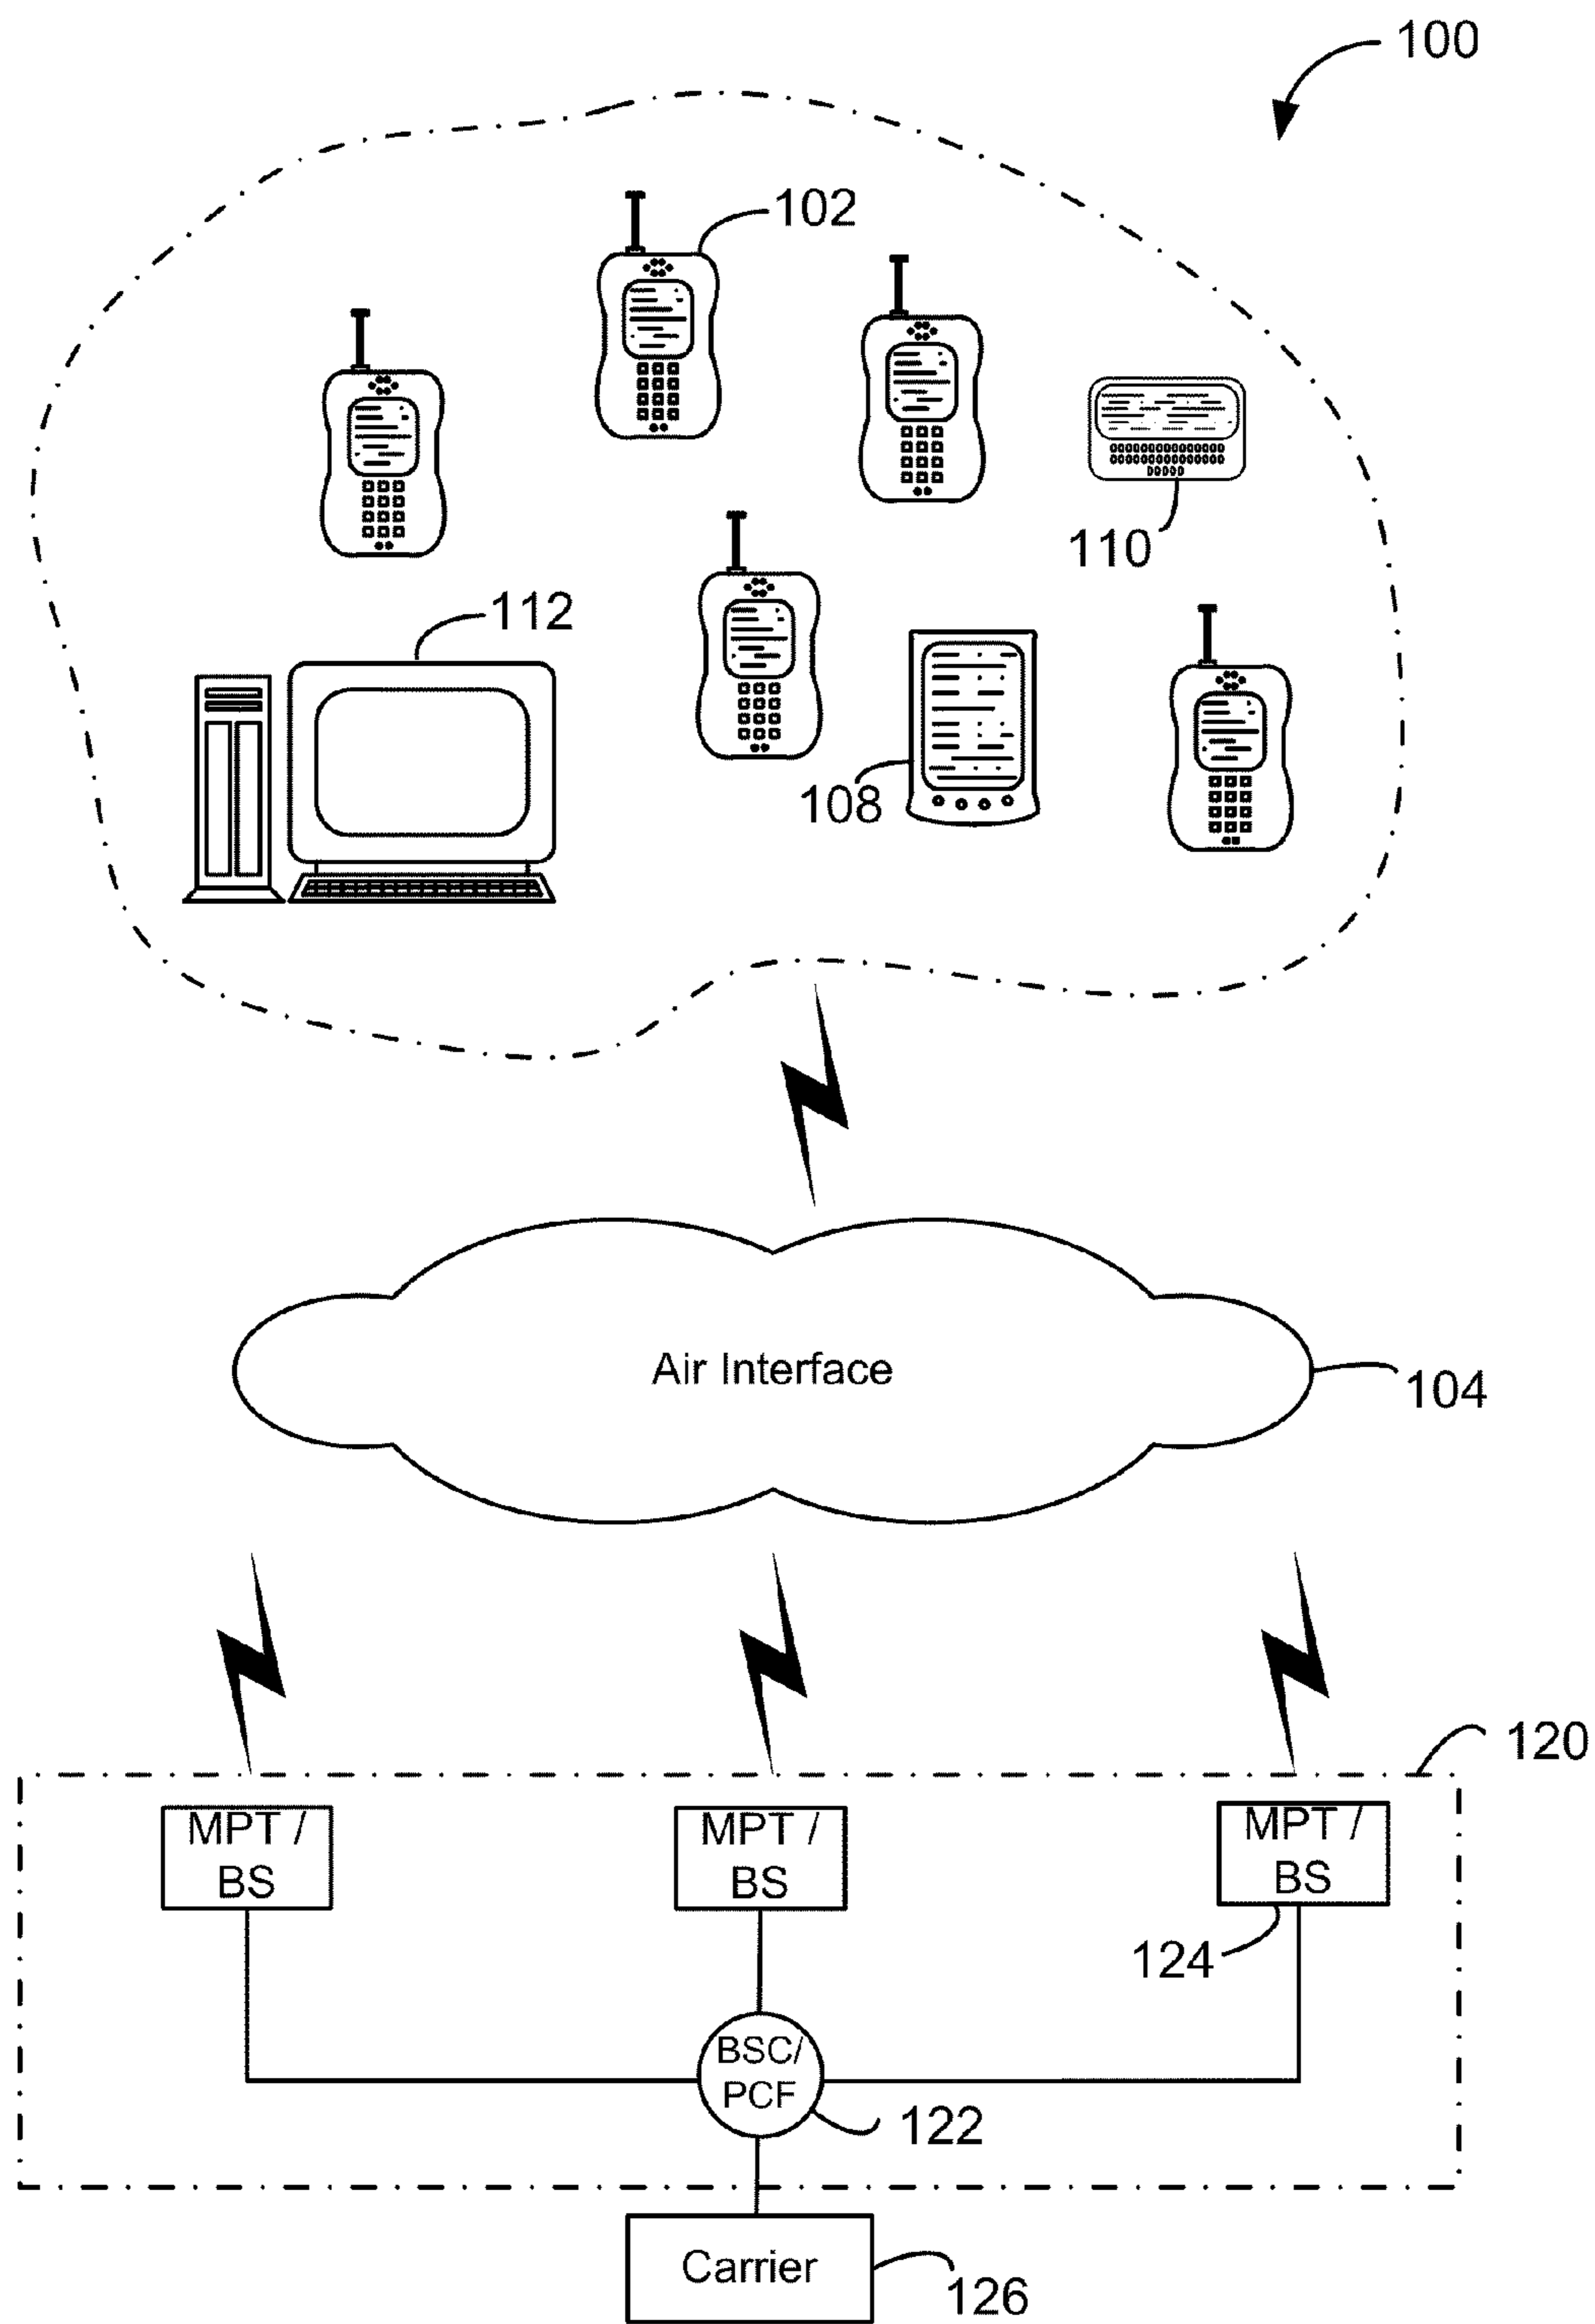 100
102
110
112
108
Air Interface
104
120
MPT /
BS
MPT /
BS
MPT /
BS
124
BSC/
PCF
122
Carrier
126